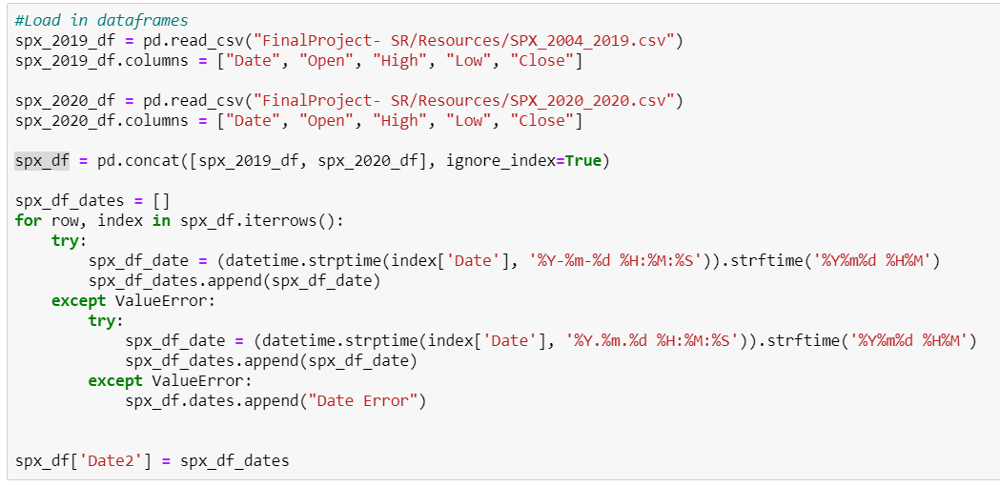 #Load in dataframes
spx_2019_df = pd.read_csv("FinalProject- SR/Resources/SPX_2004_2019.csv")
spx_2019_df.columns = ["Date", "Open", "High", "Low", "Close"]

spx_2020_df = pd.read_csv("FinalProject- SR/Resources/SPX_2020_2020.csv")
spx_2020_df.columns = ["Date", "Open", "High", "Low", "Close"]

spx_df = pd.concat([spx_2019_df, spx_2020_df], ignore_index=True)

spx_df_dates = []
for row, index in spx_df.iterrows():
    try:
        spx_df_date = (datetime.strptime(index['Date'], '%Y-%m-%d %H:%M:%S')).strftime('%Y%m%d %H%M')
        spx_df_dates.append(spx_df_date)
    except ValueError:
        try:
            spx_df_date = (datetime.strptime(index['Date'], '%Y.%m.%d %H:%M:%S')).strftime('%Y%m%d %H%M')
            spx_df_dates.append(spx_df_date)
        except ValueError:
            spx_df.dates.append("Date Error")


spx_df['Date2'] = spx_df_dates